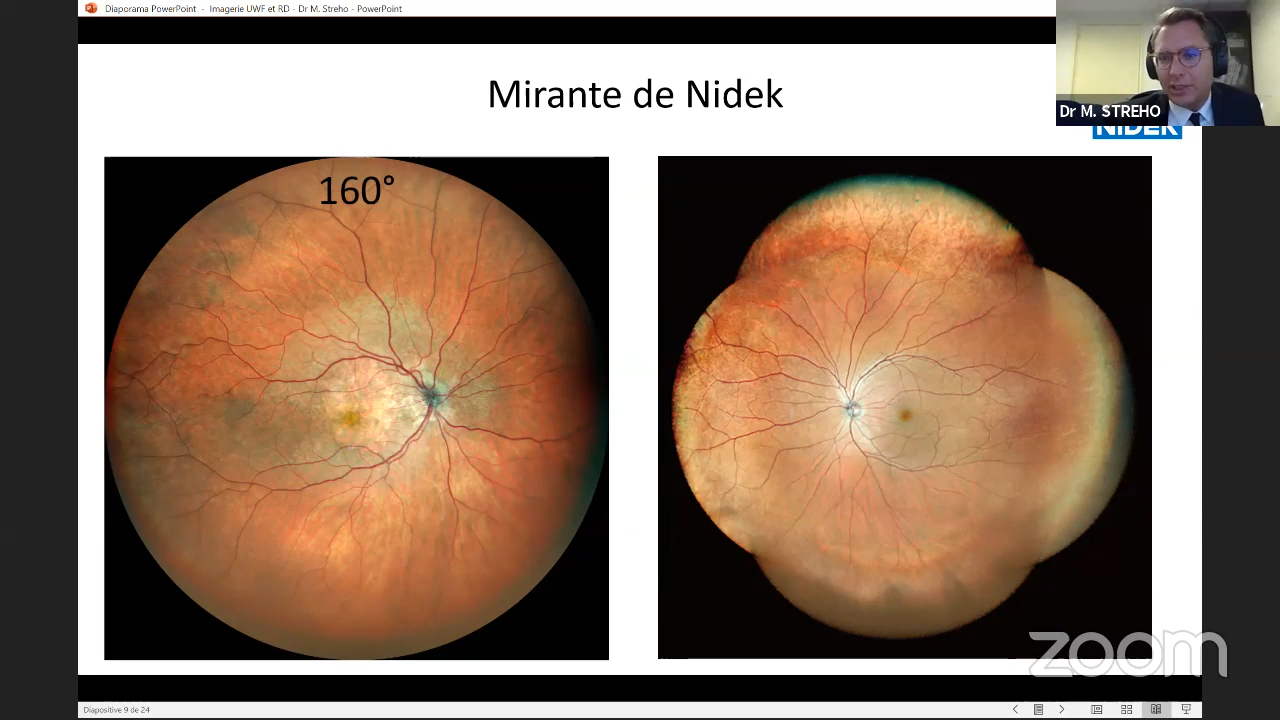 Diaporama PowerPoint - Imagerie UWF et RD - Dr M. Streho - PowerPoint
Mirante de Nidek
Dr M. STREHO
NIDEK
160°
zoom
Diapositive 9 de 24